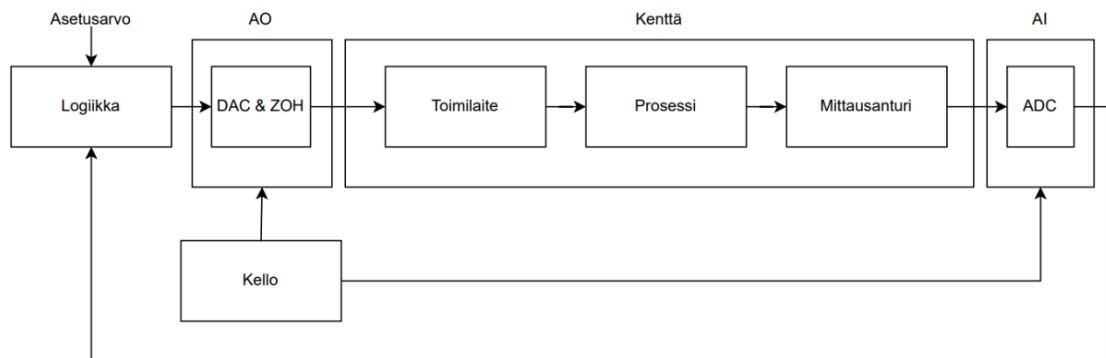 Asetusarvo
AO
Kenttä
AI
Logiikka
DAC & ZOH
Toimilaite
Prosessi
Mittausanturi
ADC
Kello